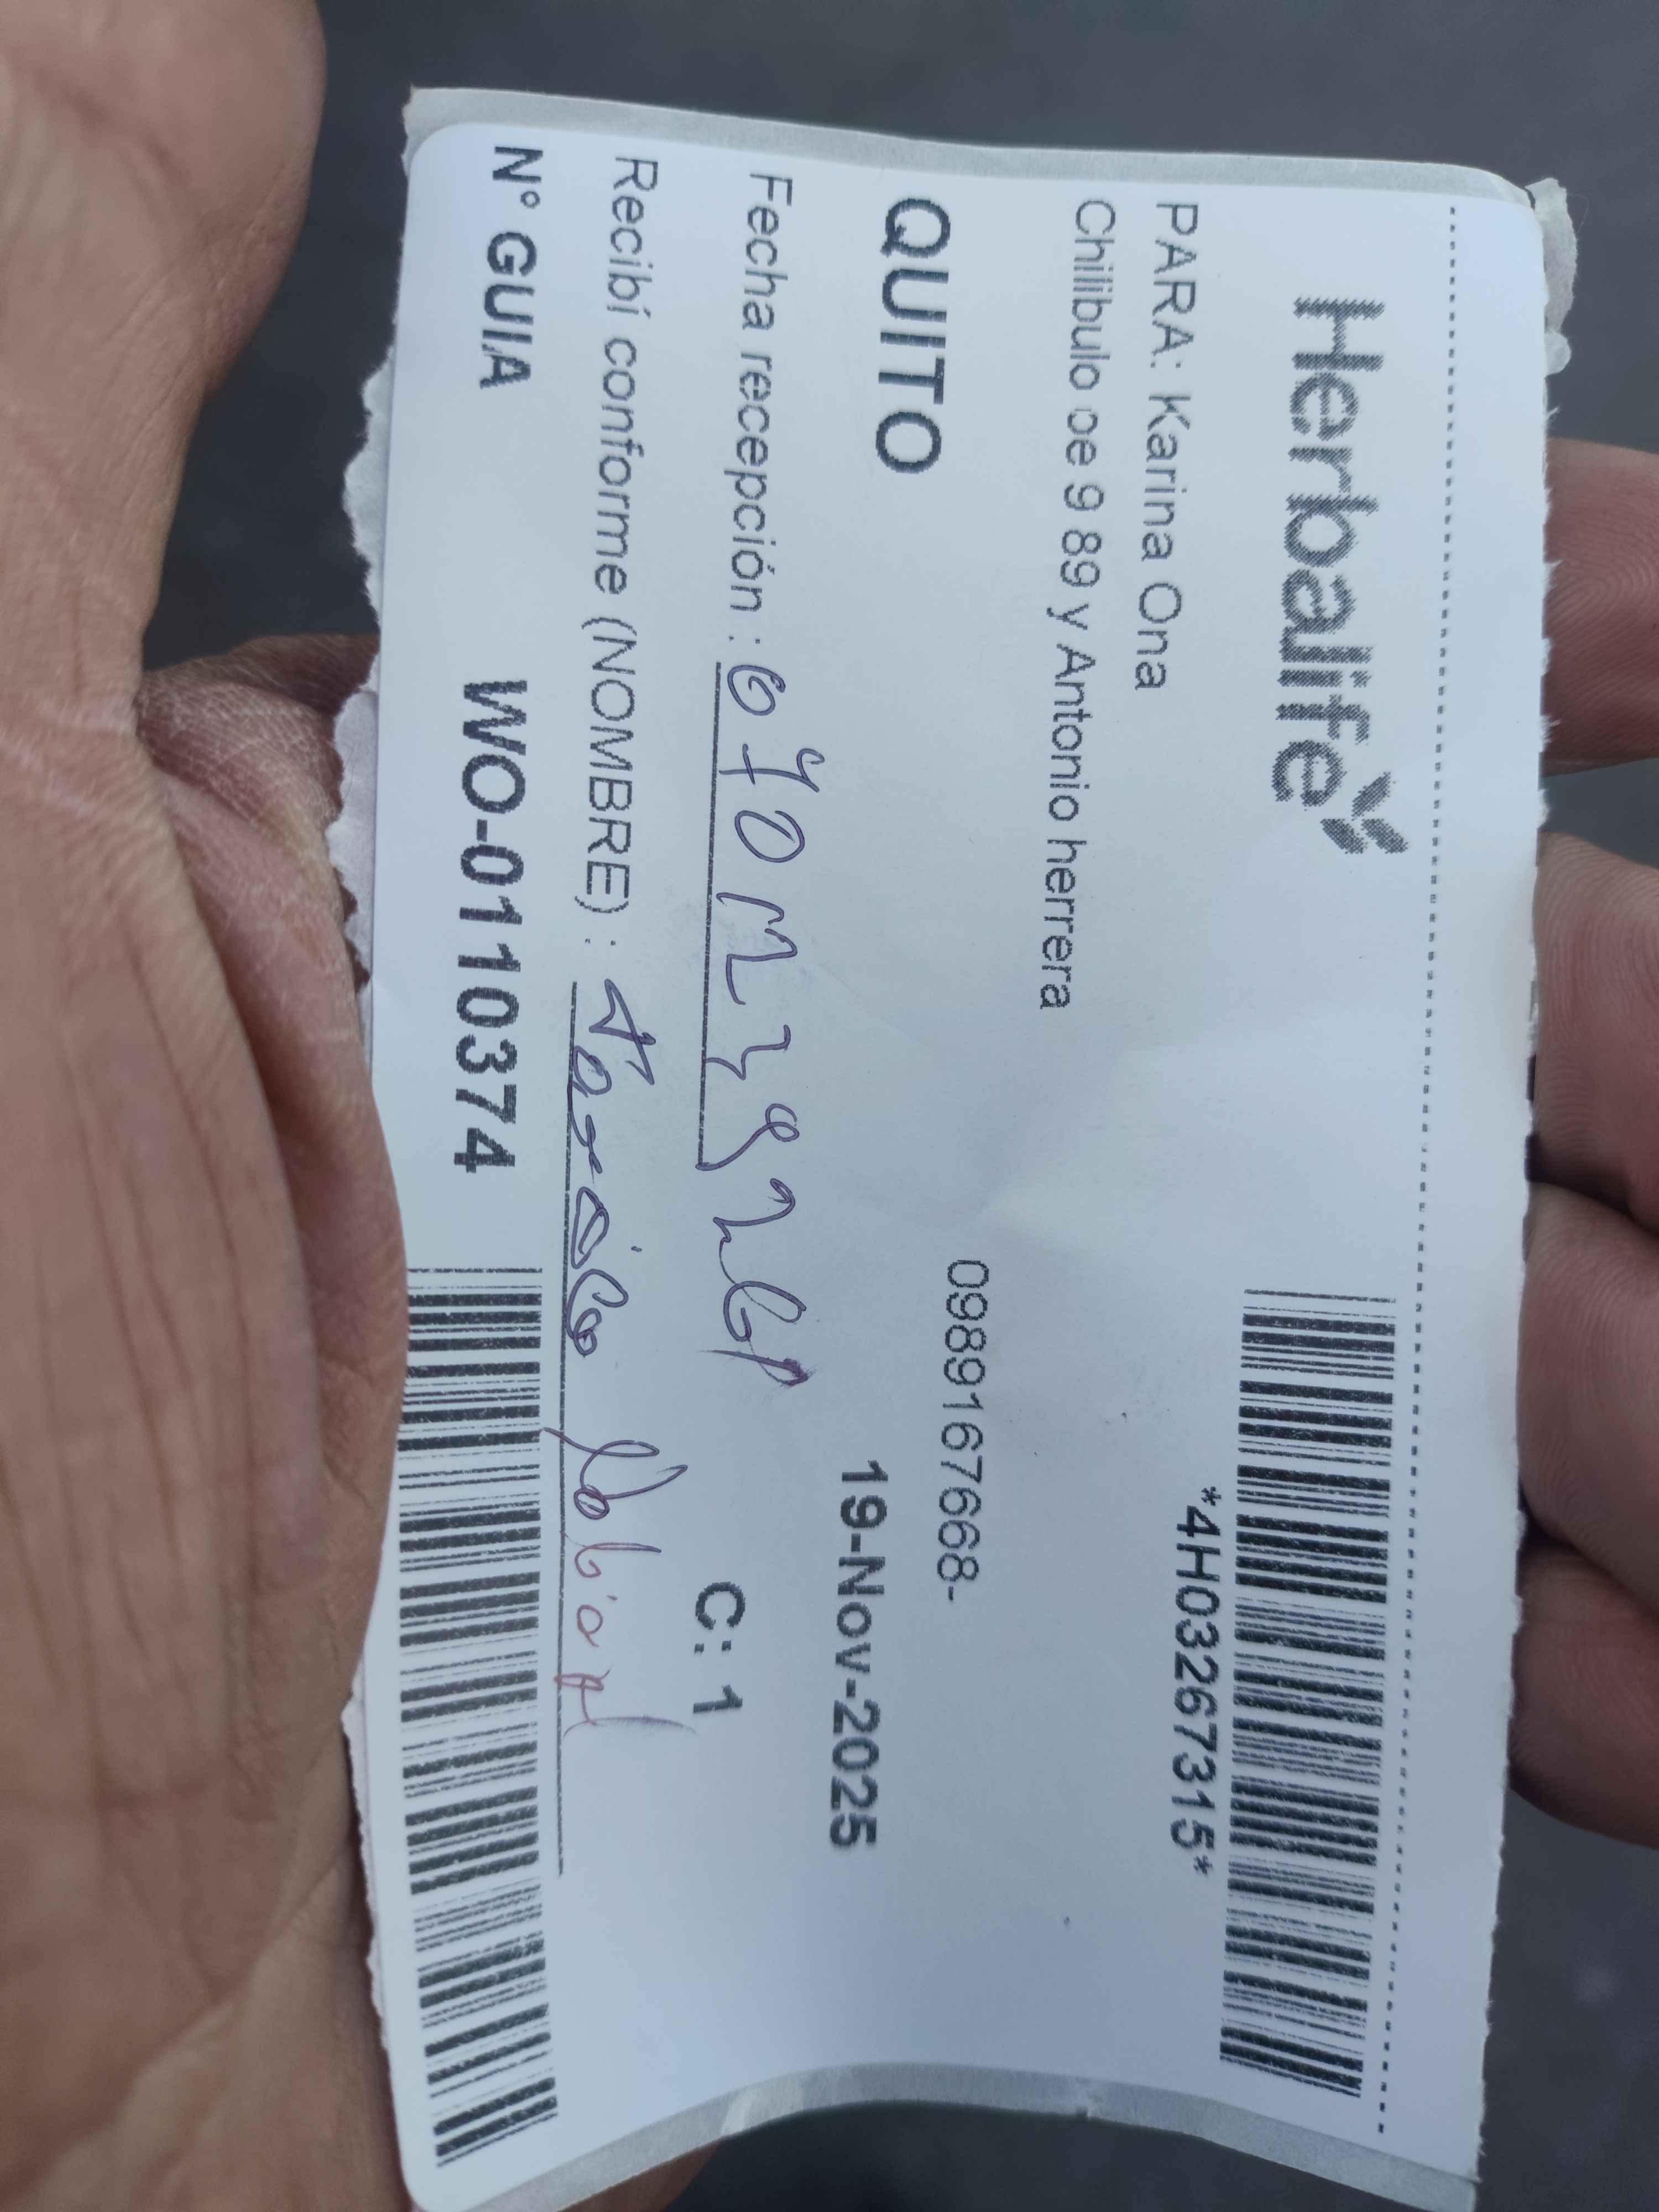 Herbalife
*4H03267315*
PARA: Karina Ona
Chilibulo oe 9 89 y Antonio herrera
0989167668-
QUITO
19-Nov-2025
Fecha recepción :
C: 1
Recibí conforme (NOMBRE) :
N° GUIA WO-0110374